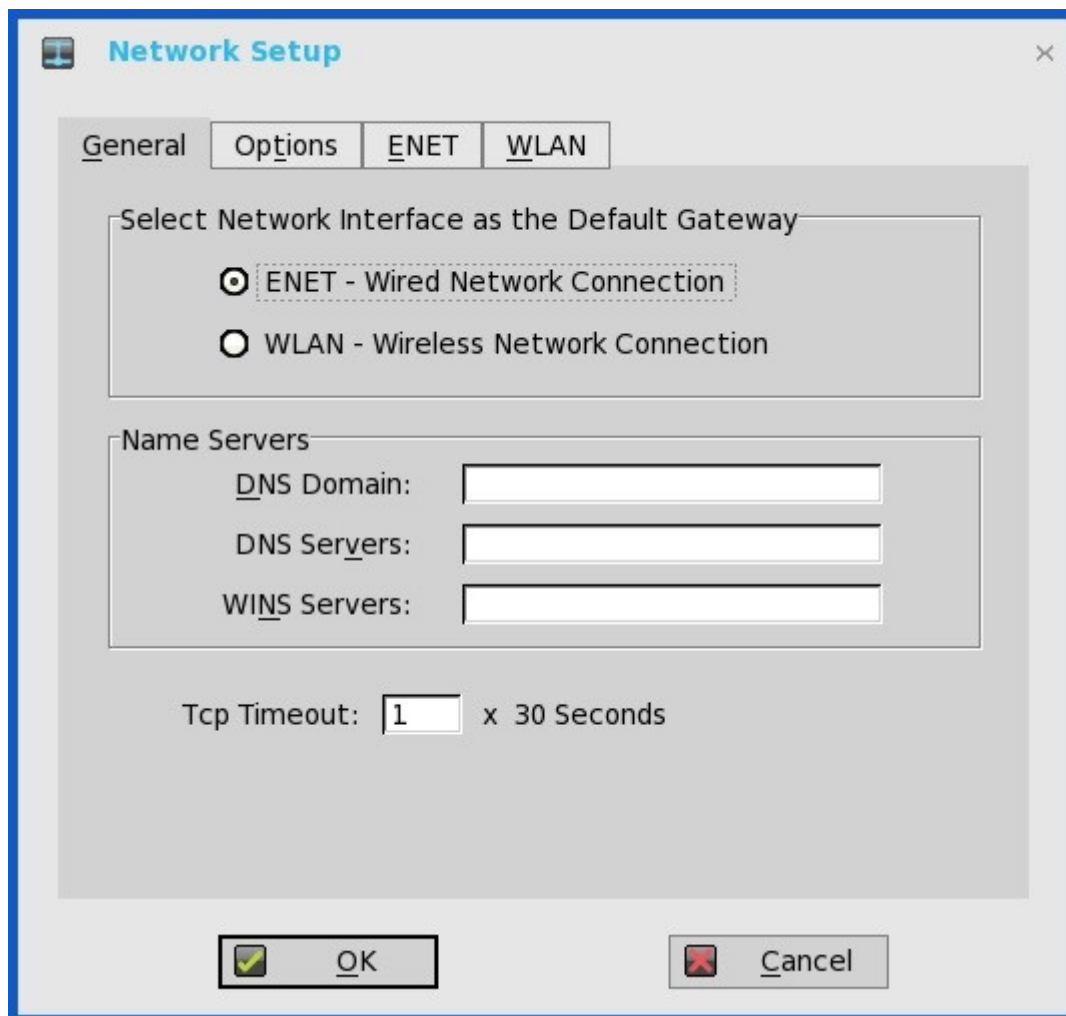 Network Setup
General Options ENET WLAN
Select Network Interface as the Default Gateway
ENET - Wired Network Connection
WLAN - Wireless Network Connection
Name Servers
DNS Domain:
DNS Servers:
WINS Servers:
Tcp Timeout: 1 x 30 Seconds
OK Cancel